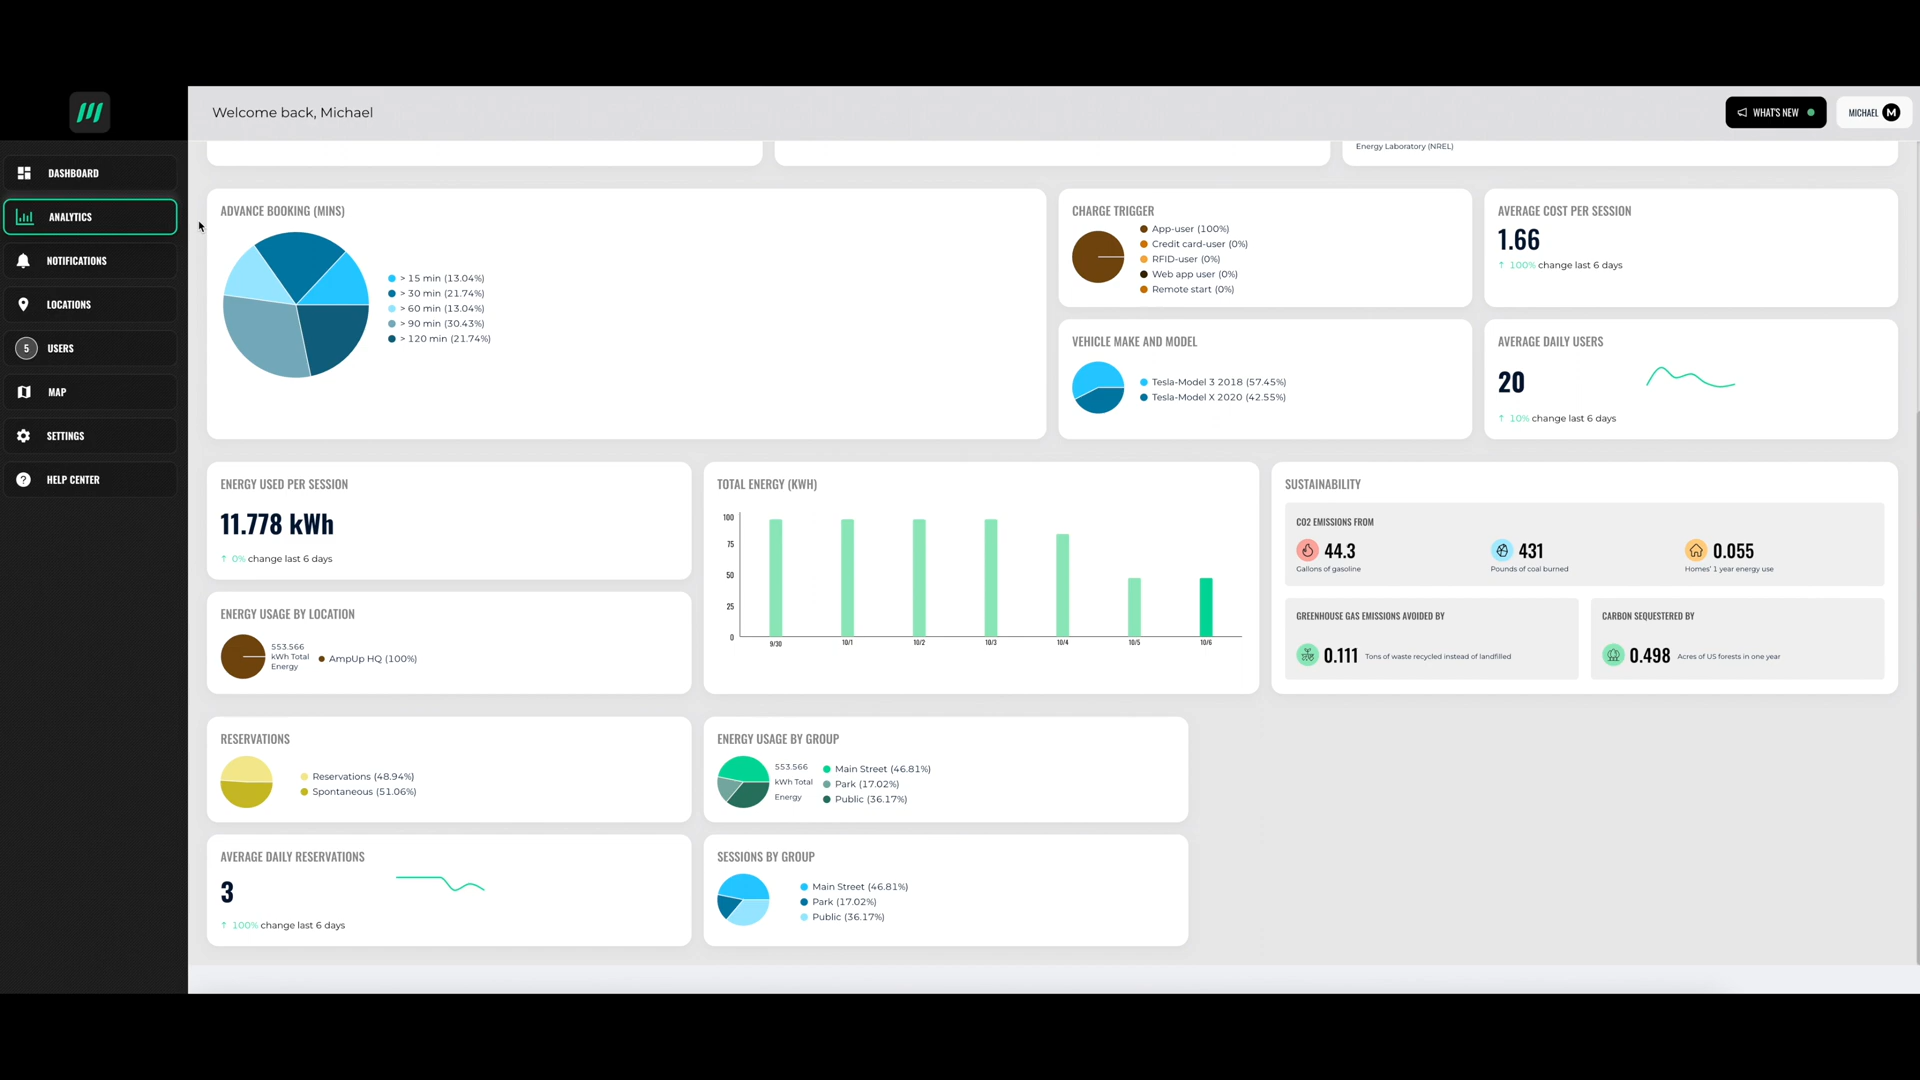 Welcome back, Michael
WHAT'S NEW
MICHAEL M
DASHBOARD
ANALYTICS
NOTIFICATIONS
LOCATIONS
5 USERS
MAP
SETTINGS
? HELP CENTER
Energy Laboratory (NREL)
ADVANCE BOOKING (MINS)
> 15 min (13.04%)
> 30 min (21.74%)
> 60 min (13.04%)
> 90 min (30.43%)
> 120 min (21.74%)
CHARGE TRIGGER
App-user (100%)
Credit card-user (0%)
RFID-user (0%)
Web app user (0%)
Remote start (0%)
AVERAGE COST PER SESSION
1.66
↑ 100% change last 6 days
VEHICLE MAKE AND MODEL
Tesla-Model 3 2018 (57.45%)
Tesla-Model X 2020 (42.55%)
AVERAGE DAILY USERS
20
↑ 10% change last 6 days
ENERGY USED PER SESSION
11.778 kWh
↑ 0% change last 6 days
ENERGY USAGE BY LOCATION
553.566
kWh Total
Energy
AmpUp HQ (100%)
TOTAL ENERGY (KWH)
100
75
50
25
0
9/30 10/1 10/2 10/3 10/4 10/5 10/6
SUSTAINABILITY
CO2 EMISSIONS FROM
44.3
Gallons of gasoline
431
Pounds of coal burned
0.055
Homes' 1 year energy use
GREENHOUSE GAS EMISSIONS AVOIDED BY
0.111 Tons of waste recycled instead of landfilled
CARBON SEQUESTERED BY
0.498 Acres of US forests in one year
RESERVATIONS
Reservations (48.94%)
Spontaneous (51.06%)
ENERGY USAGE BY GROUP
553.566
kWh Total
Energy
Main Street (46.81%)
Park (17.02%)
Public (36.17%)
AVERAGE DAILY RESERVATIONS
3
↑ 100% change last 6 days
SESSIONS BY GROUP
Main Street (46.81%)
Park (17.02%)
Public (36.17%)